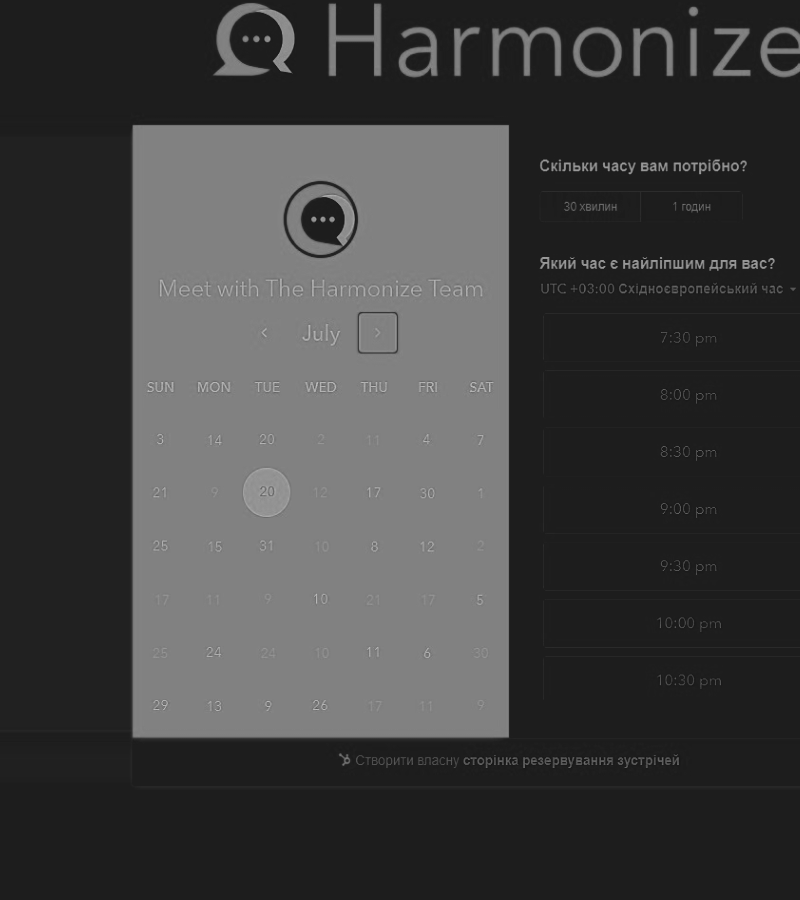 Harmonize
Meet with The Harmonize Team
July
SUN MON TUE WED THU FRI SAT
3 14 20 2 11 4 7
21 9 20 12 17 30 1
25 15 31 10 8 12 2
17 11 9 10 21 17 5
25 24 24 10 11 6 30
29 13 9 26 17 11 9
Скільки часу вам потрібно?
30 хвилин 1 годин
Який час є найліпшим для вас?
UTC +03:00 Східноєвропейський час
7:30 pm
8:00 pm
8:30 pm
9:00 pm
9:30 pm
10:00 pm
10:30 pm
Створити власну сторінка резервування зустрічей